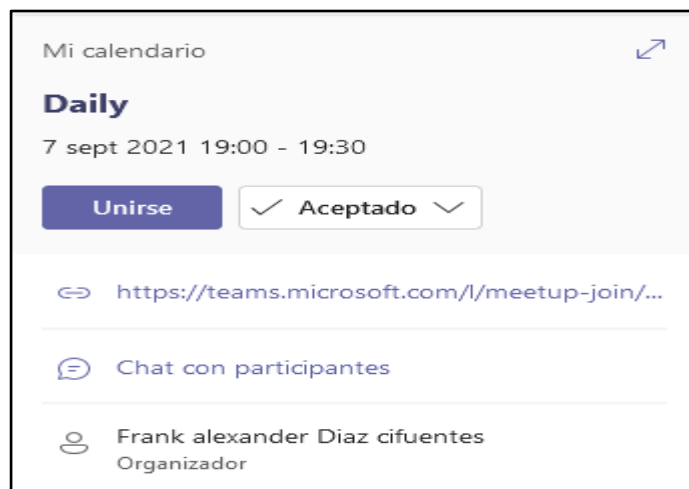 Mi calendario
Daily
7 sept 2021 19:00 - 19:30
Unirse
Aceptado
https://teams.microsoft.com/l/meetup-join/...
Chat con participantes
Frank alexander Diaz cifuentes
Organizador